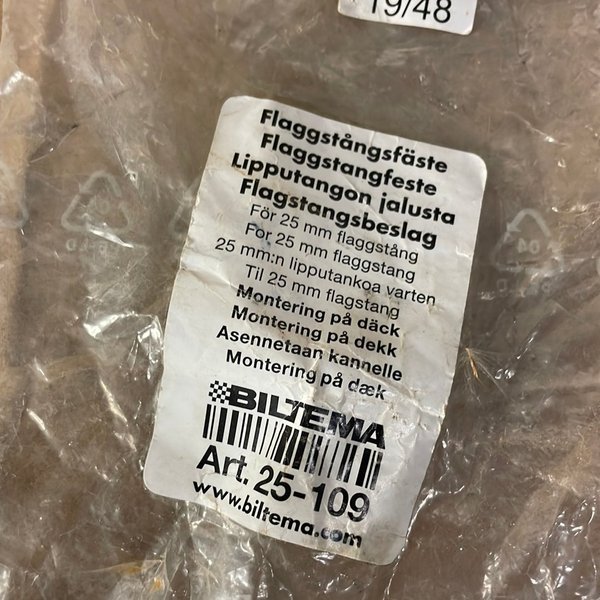 19/48
Flaggstångsfäste
Flaggstangfeste
Lipputangon jalusta
Flagstangsbeslag
För 25 mm flaggstång
For 25 mm flaggstang
25 mm:n lipputankoa varten
Til 25 mm flagstang
Montering på däck
Montering på dekk
Asennetaan kannelle
Montering på dæk
BILTEMA
Art. 25-109
www.biltema.com